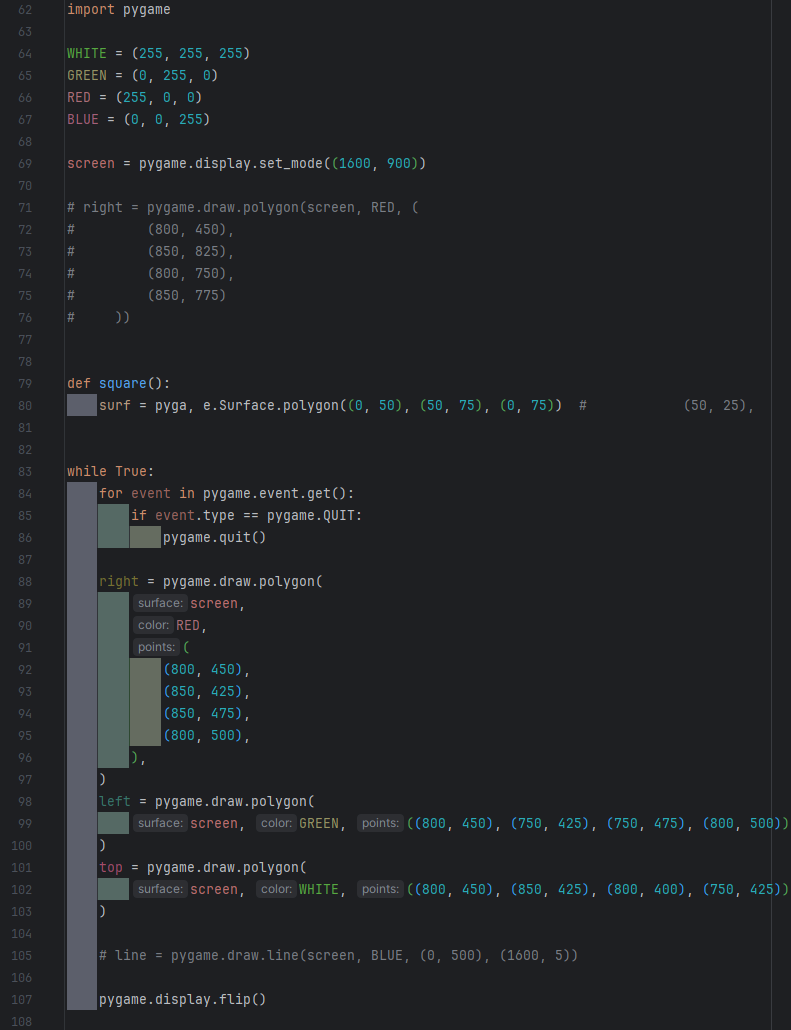 62 import pygame
63
64 WHITE = (255, 255, 255)
65 GREEN = (0, 255, 0)
66 RED = (255, 0, 0)
67 BLUE = (0, 0, 255)
68
69 screen = pygame.display.set_mode((1600, 900))
70
71 # right = pygame.draw.polygon(screen, RED, (
72 #         (800, 450),
73 #         (850, 825),
74 #         (800, 750),
75 #         (850, 775)
76 #     ))
77
78
79 def square():
80     surf = pyga, e.Surface.polygon((0, 50), (50, 75), (0, 75))  #            (50, 25),
81
82
83 while True:
84     for event in pygame.event.get():
85         if event.type == pygame.QUIT:
86             pygame.quit()
87
88     right = pygame.draw.polygon(
89         surface: screen,
90         color: RED,
91         points: (
92             (800, 450),
93             (850, 425),
94             (850, 475),
95             (800, 500),
96         ),
97     )
98     left = pygame.draw.polygon(
99         surface: screen, color: GREEN, points: ((800, 450), (750, 425), (750, 475), (800, 500))
100     )
101     top = pygame.draw.polygon(
102         surface: screen, color: WHITE, points: ((800, 450), (850, 425), (800, 400), (750, 425))
103     )
104
105     # line = pygame.draw.line(screen, BLUE, (0, 500), (1600, 5))
106
107     pygame.display.flip()
108